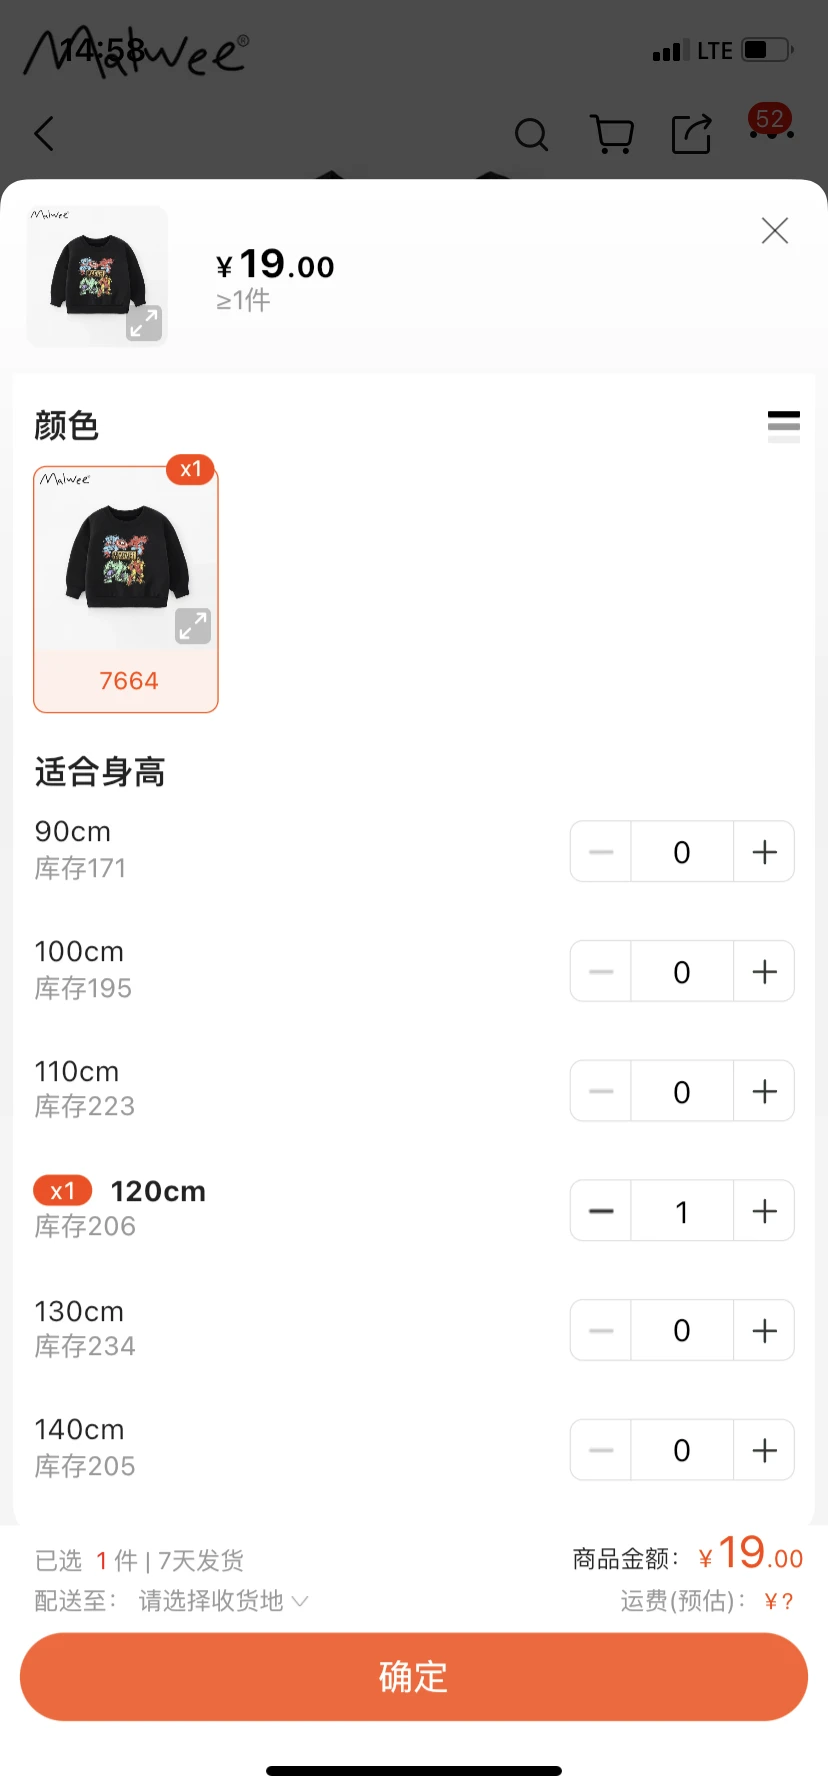 Malwee®
14:58
LTE
52
Malwee
¥19.00
≥1件
颜色
x1
Malwee
MARVEL
7664
适合身高
90cm
库存171
0
100cm
库存195
0
110cm
库存223
0
x1 120cm
库存206
1
130cm
库存234
0
140cm
库存205
0
已选 1 件 | 7天发货
商品金额： ¥19.00
配送至： 请选择收货地
运费(预估)： ¥?
确定